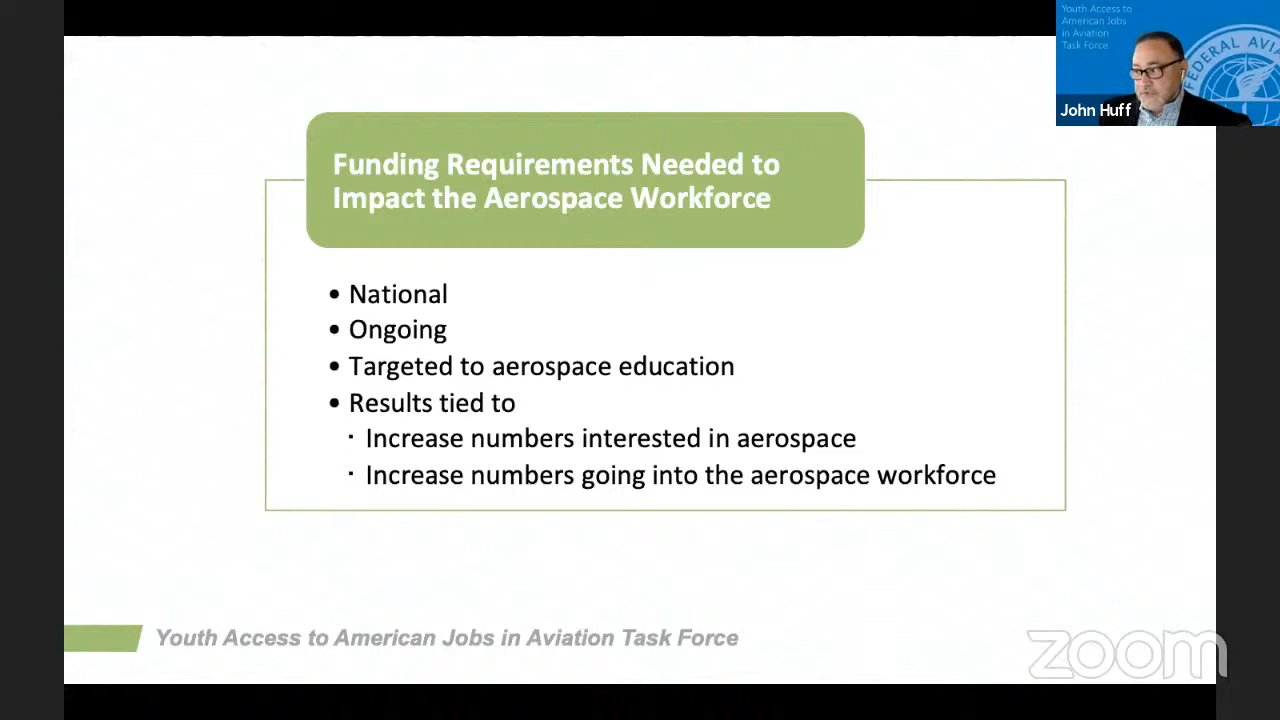 Youth Access to
American Jobs
in Aviation
Task Force
FEDERAL AVIA
John Huff
Funding Requirements Needed to
Impact the Aerospace Workforce
• National
• Ongoing
• Targeted to aerospace education
• Results tied to
▪ Increase numbers interested in aerospace
▪ Increase numbers going into the aerospace workforce
Youth Access to American Jobs in Aviation Task Force
zoom